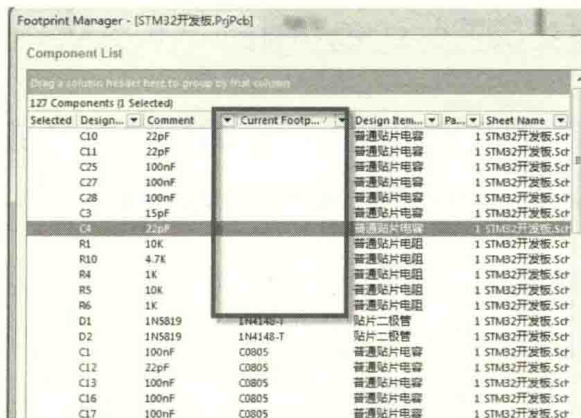 Footprint Manager - [STM32开发板.PrjPcb]
Component List
Drag a column header here to group by that column
127 Components (1 Selected)
Selected Design... Comment Current Footp... Design Item... Pa... Sheet Name
C10 22pF 普通贴片电容 1 STM32开发板.Sch
C11 22pF 普通贴片电容 1 STM32开发板.Sch
C25 100nF 普通贴片电容 1 STM32开发板.Sch
C27 100nF 普通贴片电容 1 STM32开发板.Sch
C28 100nF 普通贴片电容 1 STM32开发板.Sch
C3 15pF 普通贴片电容 1 STM32开发板.Sch
C4 22pF 普通贴片电容 1 STM32开发板.Sch
R1 10K 普通贴片电阻 1 STM32开发板.Sch
R10 4.7K 普通贴片电阻 1 STM32开发板.Sch
R4 1K 普通贴片电阻 1 STM32开发板.Sch
R5 10K 普通贴片电阻 1 STM32开发板.Sch
R6 1K 普通贴片电阻 1 STM32开发板.Sch
D1 1N5819 1N4148-T 贴片二极管 1 STM32开发板.Sch
D2 1N5819 1N4148-T 贴片二极管 1 STM32开发板.Sch
C1 100nF C0805 普通贴片电容 1 STM32开发板.Sch
C12 22pF C0805 普通贴片电容 1 STM32开发板.Sch
C13 100nF C0805 普通贴片电容 1 STM32开发板.Sch
C16 100nF C0805 普通贴片电容 1 STM32开发板.Sch
C17 100nF C0805 普通贴片电容 1 STM32开发板.Sch